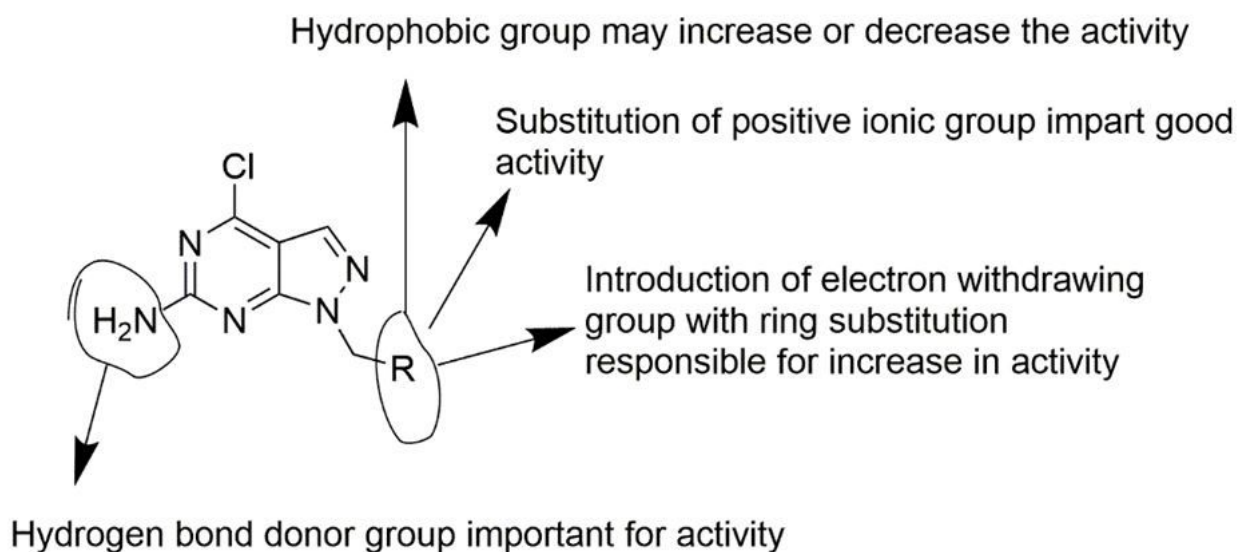 Hydrophobic group may increase or decrease the activity
Substitution of positive ionic group impart good
activity
Cl
N
N
H₂N
N
N
R
Introduction of electron withdrawing
group with ring substitution
responsible for increase in activity
Hydrogen bond donor group important for activity